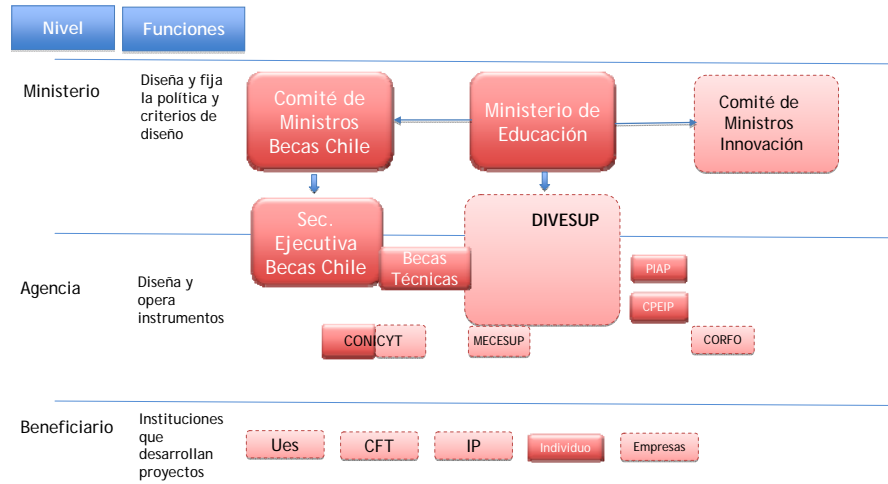 Nivel
Funciones
Ministerio
Diseña y fija
la política y
criterios de
diseño
Comité de
Ministros
Becas Chile
Ministerio de
Educación
Comité de
Ministros
Innovación
Sec.
Ejecutiva
Becas Chile
DIVESUP
Becas
Técnicas
Agencia
Diseña y
opera
instrumentos
PIAP
CPEIP
CONICYT
MECESUP
CORFO
Beneficiario
Instituciones
que
desarrollan
proyectos
Ues
CFT
IP
Individuo
Empresas